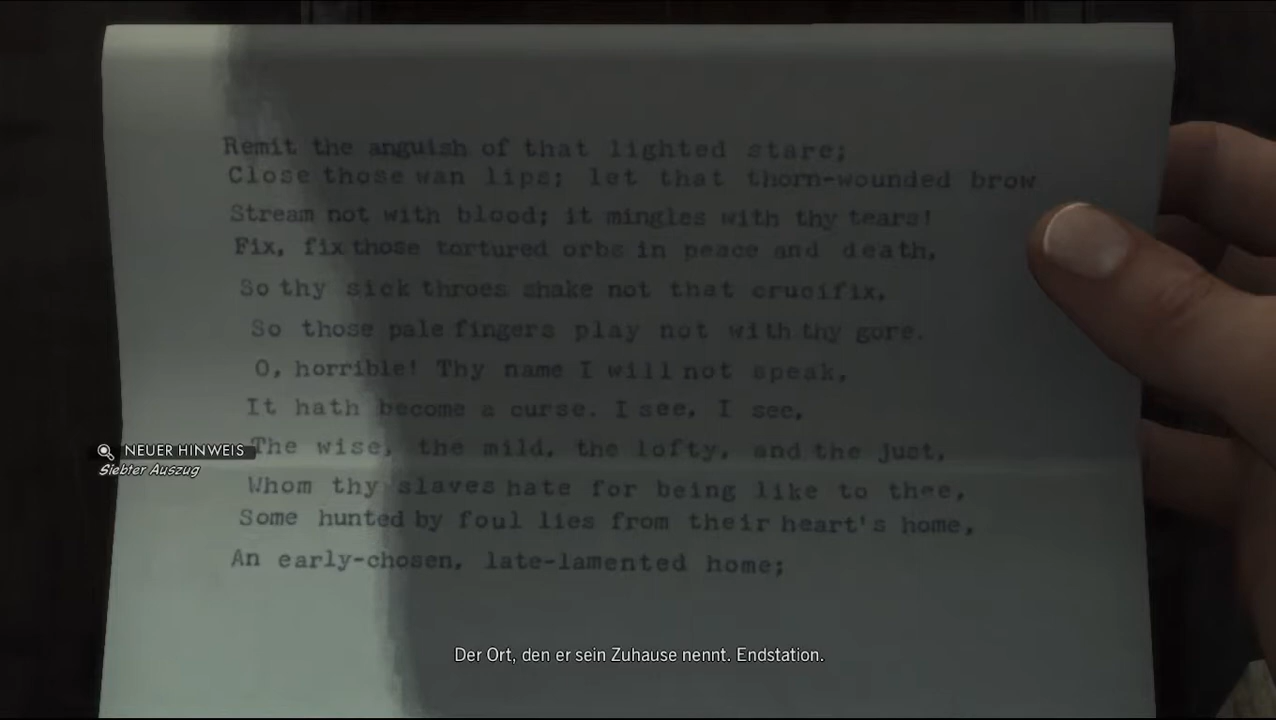 Remit the anguish of that lighted stare;
Close those wan lips; let that thorn-wounded brow
Stream not with blood; it mingles with thy tears!
Fix, fix those tortured orbs in peace and death,
So thy sick throes shake not that crucifix,
So those pale fingers play not with thy gore.
O, horrible! Thy name I will not speak,
It hath become a curse. I see, I see,
The wise, the mild, the lofty, and the just,
Whom thy slaves hate for being like to thee,
Some hunted by foul lies from their heart's home,
An early-chosen, late-lamented home;
NEUER HINWEIS
Siebter Auszug
Der Ort, den er sein Zuhause nennt. Endstation.